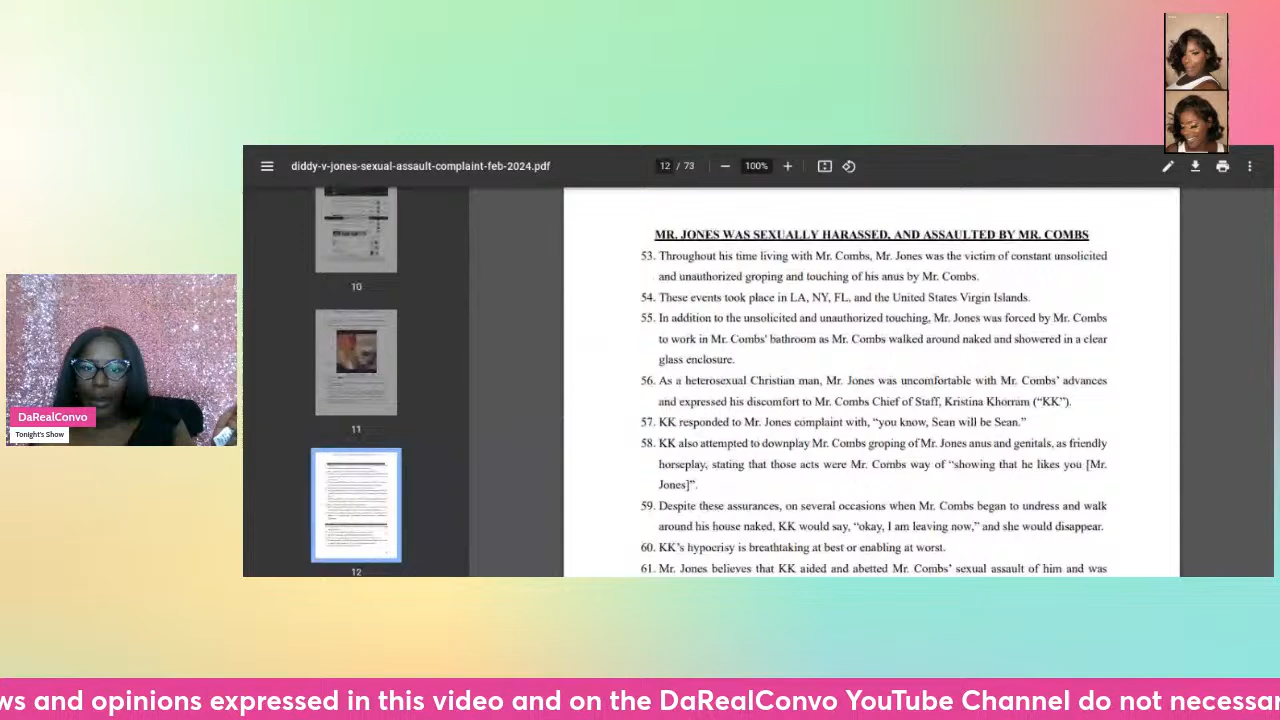 diddy-v-jones-sexual-assault-complaint-feb-2024.pdf
12 / 73
100%
10
11
12
MR. JONES WAS SEXUALLY HARASSED, AND ASSAULTED BY MR. COMBS
53. Throughout his time living with Mr. Combs, Mr. Jones was the victim of constant unsolicited
and unauthorized groping and touching of his anus by Mr. Combs.
54. These events took place in LA, NY, FL, and the United States Virgin Islands.
55. In addition to the unsolicited and unauthorized touching, Mr. Jones was forced by Mr. Combs
to work in Mr. Combs' bathroom as Mr. Combs walked around naked and showered in a clear
glass enclosure.
56. As a heterosexual Christian man, Mr. Jones was uncomfortable with Mr. Combs' advances
and expressed his discomfort to Mr. Combs Chief of Staff, Kristina Khorram (“KK”).
57. KK responded to Mr. Jones complaint with, “you know, Sean will be Sean.”
58. KK also attempted to downplay Mr. Combs groping of Mr. Jones anus and genitals, as friendly
horseplay, stating that those acts were Mr. Combs way of “showing that he likes you [Mr.
Jones]”.
59. Despite these assurances, on several occasions when Mr. Combs began to undress and walk
around his house naked, KK would say, “okay, I am leaving now,” and she would disappear.
60. KK's hypocrisy is breathtaking at best or enabling at worst.
61. Mr. Jones believes that KK aided and abetted Mr. Combs' sexual assault of him and was
DaRealConvo
Tonight's Show
ws and opinions expressed in this video and on the DaRealConvo YouTube Channel do not necessar